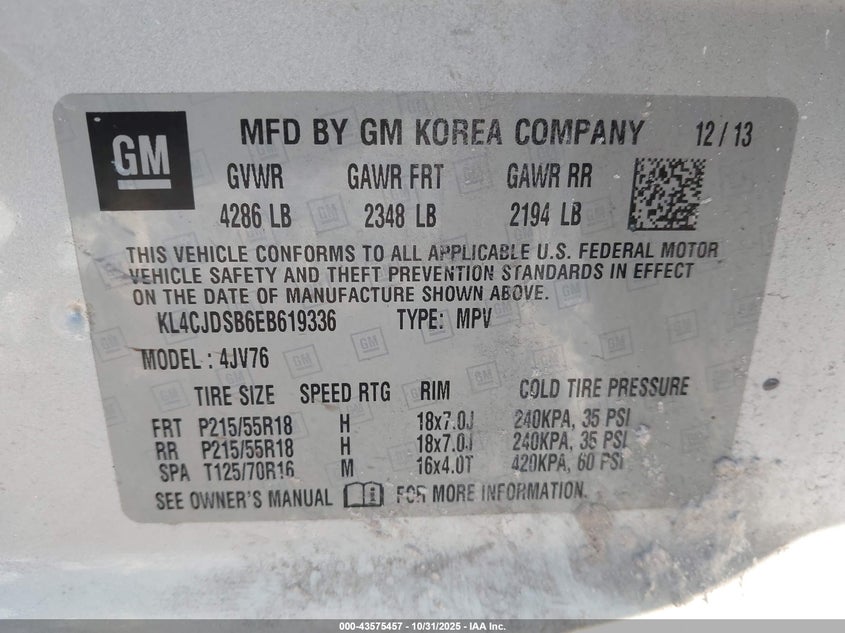 GM
MFD BY GM KOREA COMPANY 12/13
GVWR GAWR FRT GAWR RR
4286 LB 2348 LB 2194 LB
THIS VEHICLE CONFORMS TO ALL APPLICABLE U.S. FEDERAL MOTOR
VEHICLE SAFETY AND THEFT PREVENTION STANDARDS IN EFFECT
ON THE DATE OF MANUFACTURE SHOWN ABOVE.
KL4CJDSB6EB619336 TYPE: MPV
MODEL: 4JV76
TIRE SIZE SPEED RTG RIM COLD TIRE PRESSURE
FRT P215/55R18 H 18x7.0J 240KPA, 35 PSI
RR P215/55R18 H 18x7.0J 240KPA, 35 PSI
SPA T125/70R16 M 16x4.0T 420KPA, 60 PSI
SEE OWNER'S MANUAL FOR MORE INFORMATION.
000-43575457 - 10/31/2025 - IAA Inc.